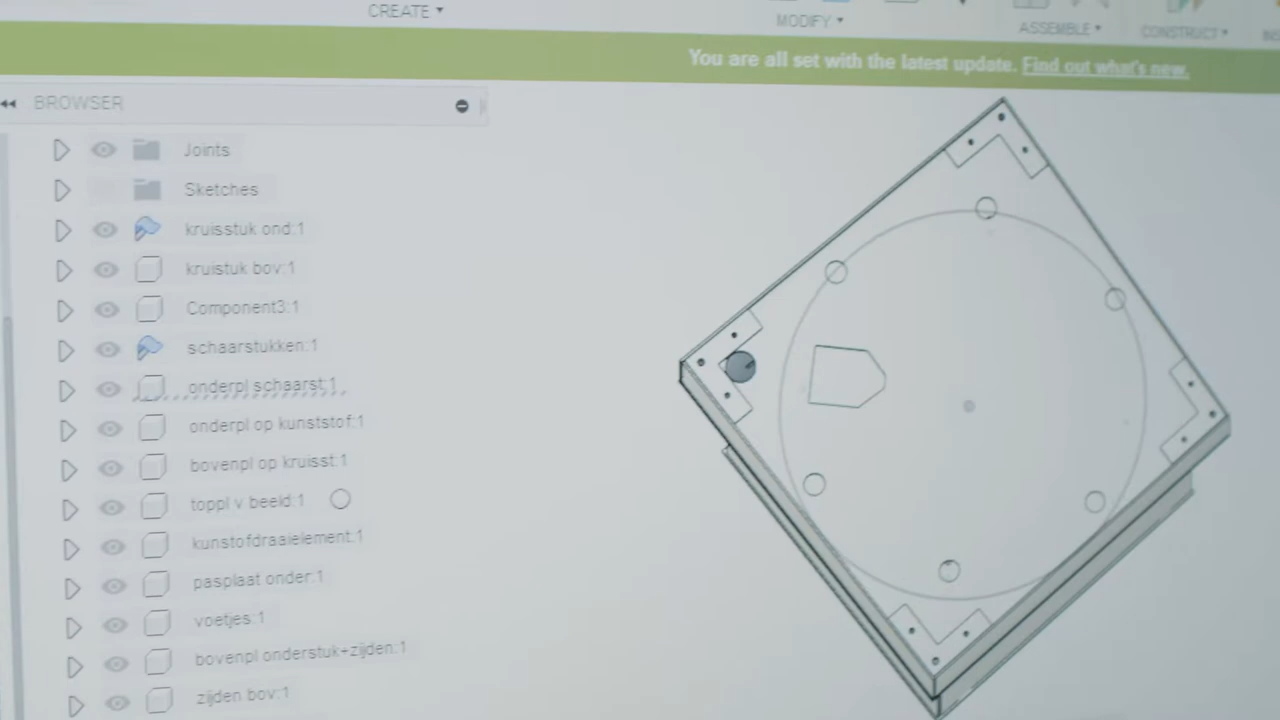 CREATE
MODIFY
ASSEMBLE
CONSTRUCT
You are all set with the latest update. Find out what's new.
BROWSER
Joints
Sketches
kruisstuk ond:1
kruistuk bov:1
Component3:1
schaarstukken:1
onderpl schaarst:1
onderpl op kunststof:1
bovenpl op kruisst:1
toppl v beeld:1
kunstofdraaielement:1
pasplaat onder:1
voetjes:1
bovenpl onderstuk+zijden:1
zijden bov:1